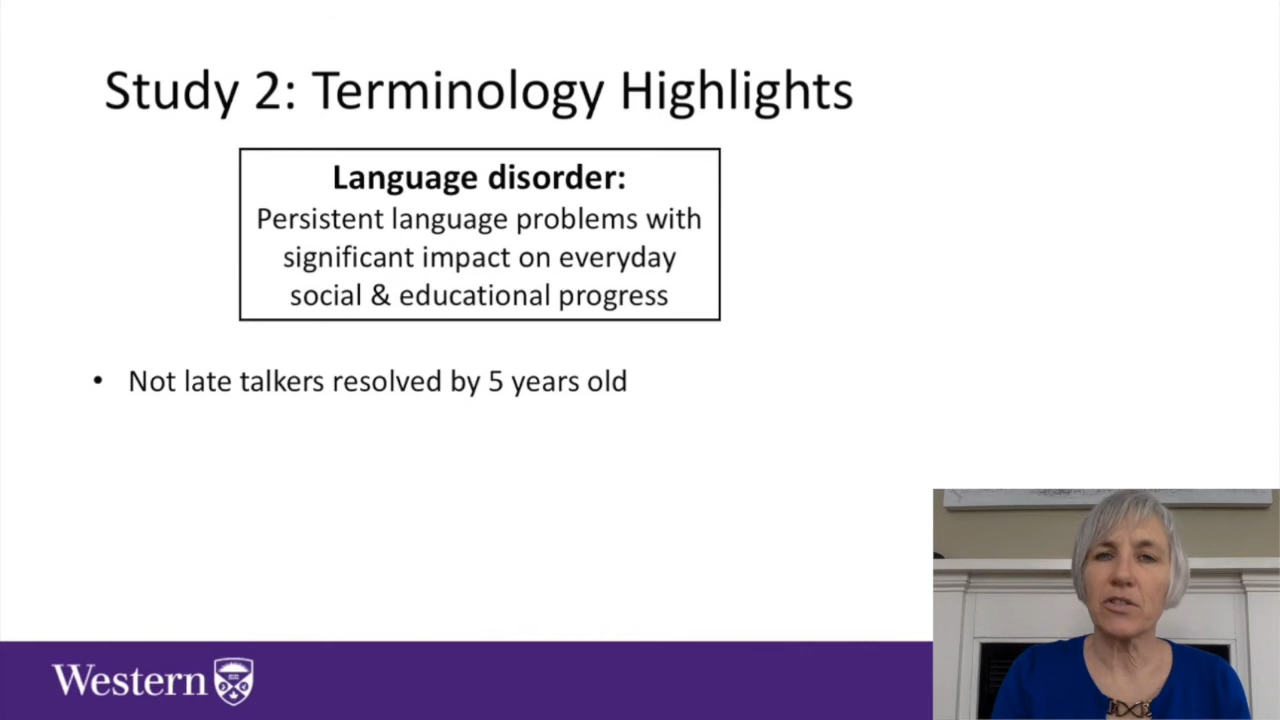 Study 2: Terminology Highlights
Language disorder:
Persistent language problems with
significant impact on everyday
social & educational progress
• Not late talkers resolved by 5 years old
Western